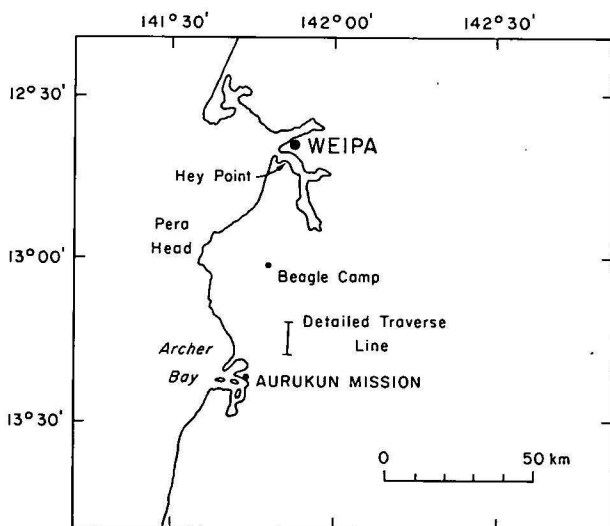 141°30' 142°00' 142°30'
12°30'
WEIPA
Hey Point
Pera
Head
13°00'
Beagle Camp
Detailed Traverse
Line
Archer
Bay
AURUKUN MISSION
13°30'
0 50 km